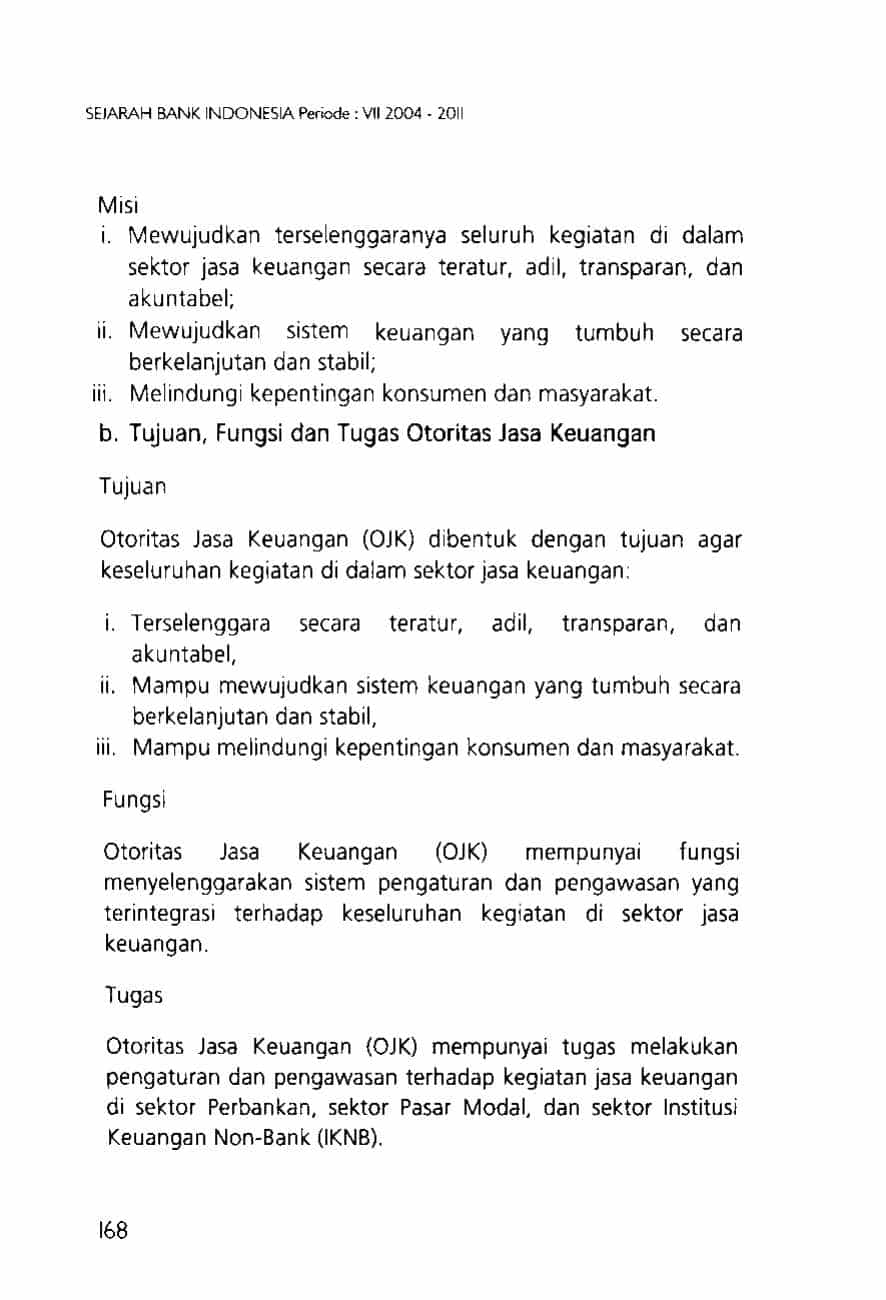 SEJARAH BANK INDONESIA Periode : VII 2004 - 2011
Misi
i. Mewujudkan terselenggaranya seluruh kegiatan di dalam
sektor jasa keuangan secara teratur, adil, transparan, dan
akuntabel;
ii. Mewujudkan sistem keuangan yang tumbuh secara
berkelanjutan dan stabil;
iii. Melindungi kepentingan konsumen dan masyarakat.
b. Tujuan, Fungsi dan Tugas Otoritas Jasa Keuangan
Tujuan
Otoritas Jasa Keuangan (OJK) dibentuk dengan tujuan agar
keseluruhan kegiatan di dalam sektor jasa keuangan:
i. Terselenggara secara teratur, adil, transparan, dan
akuntabel,
ii. Mampu mewujudkan sistem keuangan yang tumbuh secara
berkelanjutan dan stabil,
iii. Mampu melindungi kepentingan konsumen dan masyarakat.
Fungsi
Otoritas Jasa Keuangan (OJK) mempunyai fungsi
menyelenggarakan sistem pengaturan dan pengawasan yang
terintegrasi terhadap keseluruhan kegiatan di sektor jasa
keuangan.
Tugas
Otoritas Jasa Keuangan (OJK) mempunyai tugas melakukan
pengaturan dan pengawasan terhadap kegiatan jasa keuangan
di sektor Perbankan, sektor Pasar Modal, dan sektor Institusi
Keuangan Non-Bank (IKNB).
168